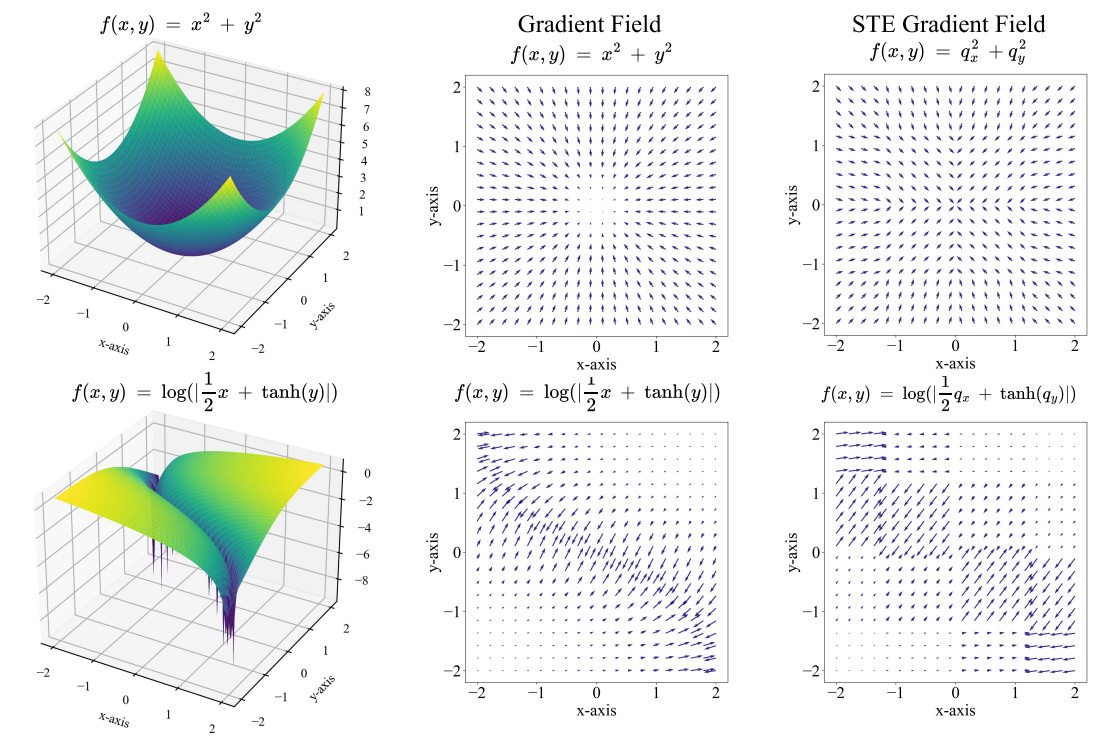 f(x, y) = x² + y²
8
7
6
5
4
3
2
1
−2
−1
0
1
2
x-axis
−2
−1
0
1
2
y-axis
Gradient Field
f(x, y) = x² + y²
2
1
0
−1
−2
y-axis
−2 −1 0 1 2
x-axis
STE Gradient Field
f(x, y) = q_x² + q_y²
2
1
0
−1
−2
y-axis
−2 −1 0 1 2
x-axis
f(x, y) = log(|½x + tanh(y)|)
0
−2
−4
−6
−8
−2
−1
0
1
2
x-axis
−2
−1
0
1
2
y-axis
f(x, y) = log(|½x + tanh(y)|)
2
1
0
−1
−2
y-axis
−2 −1 0 1 2
x-axis
f(x, y) = log(|½q_x + tanh(q_y)|)
2
1
0
−1
−2
y-axis
−2 −1 0 1 2
x-axis